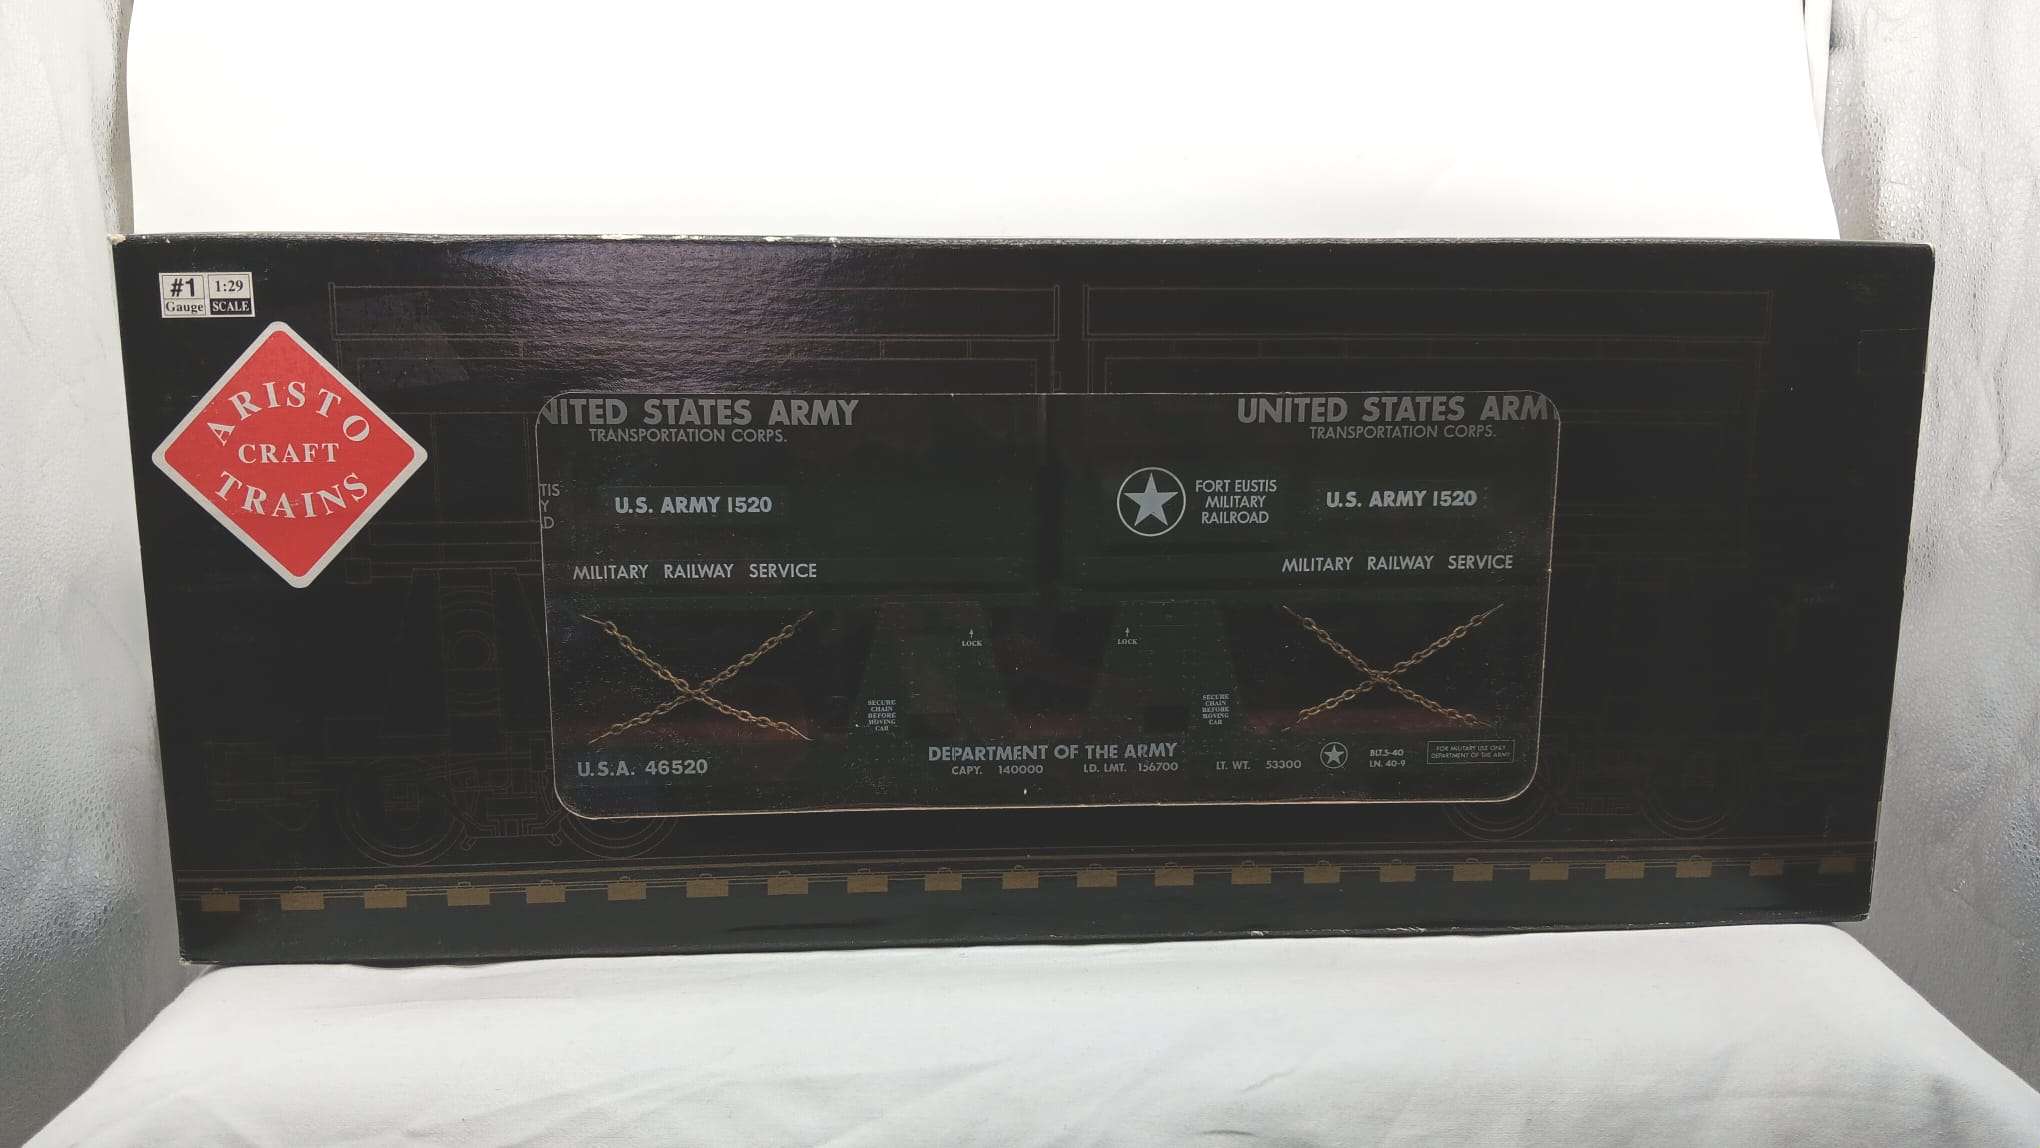 #1
Gauge
1:29
SCALE
ARISTO
CRAFT
TRAINS
NITED STATES ARMY
TRANSPORTATION CORPS.
TIS
Y
D
U.S. ARMY 1520
MILITARY RAILWAY SERVICE
UNITED STATES ARM
TRANSPORTATION CORPS.
FORT EUSTIS
MILITARY
RAILROAD
U.S. ARMY 1520
MILITARY RAILWAY SERVICE
LOCK
LOCK
SECURE
CHAIN
BEFORE
MOVING
CAR
SECURE
CHAIN
BEFORE
MOVING
CAR
U.S.A. 46520
DEPARTMENT OF THE ARMY
CAPY. 140000 LD. LMT. 156700 LT. WT. 53300
BLT.5-40
LN. 40-9
FOR MILITARY USE ONLY
DEPARTMENT OF THE ARMY